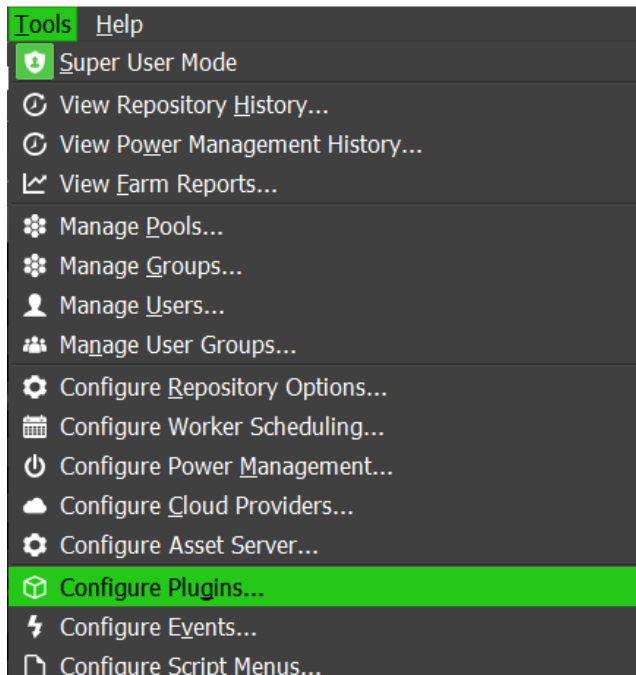 Tools Help
Super User Mode
View Repository History...
View Power Management History...
View Farm Reports...
Manage Pools...
Manage Groups...
Manage Users...
Manage User Groups...
Configure Repository Options...
Configure Worker Scheduling...
Configure Power Management...
Configure Cloud Providers...
Configure Asset Server...
Configure Plugins...
Configure Events...
Configure Script Menus...